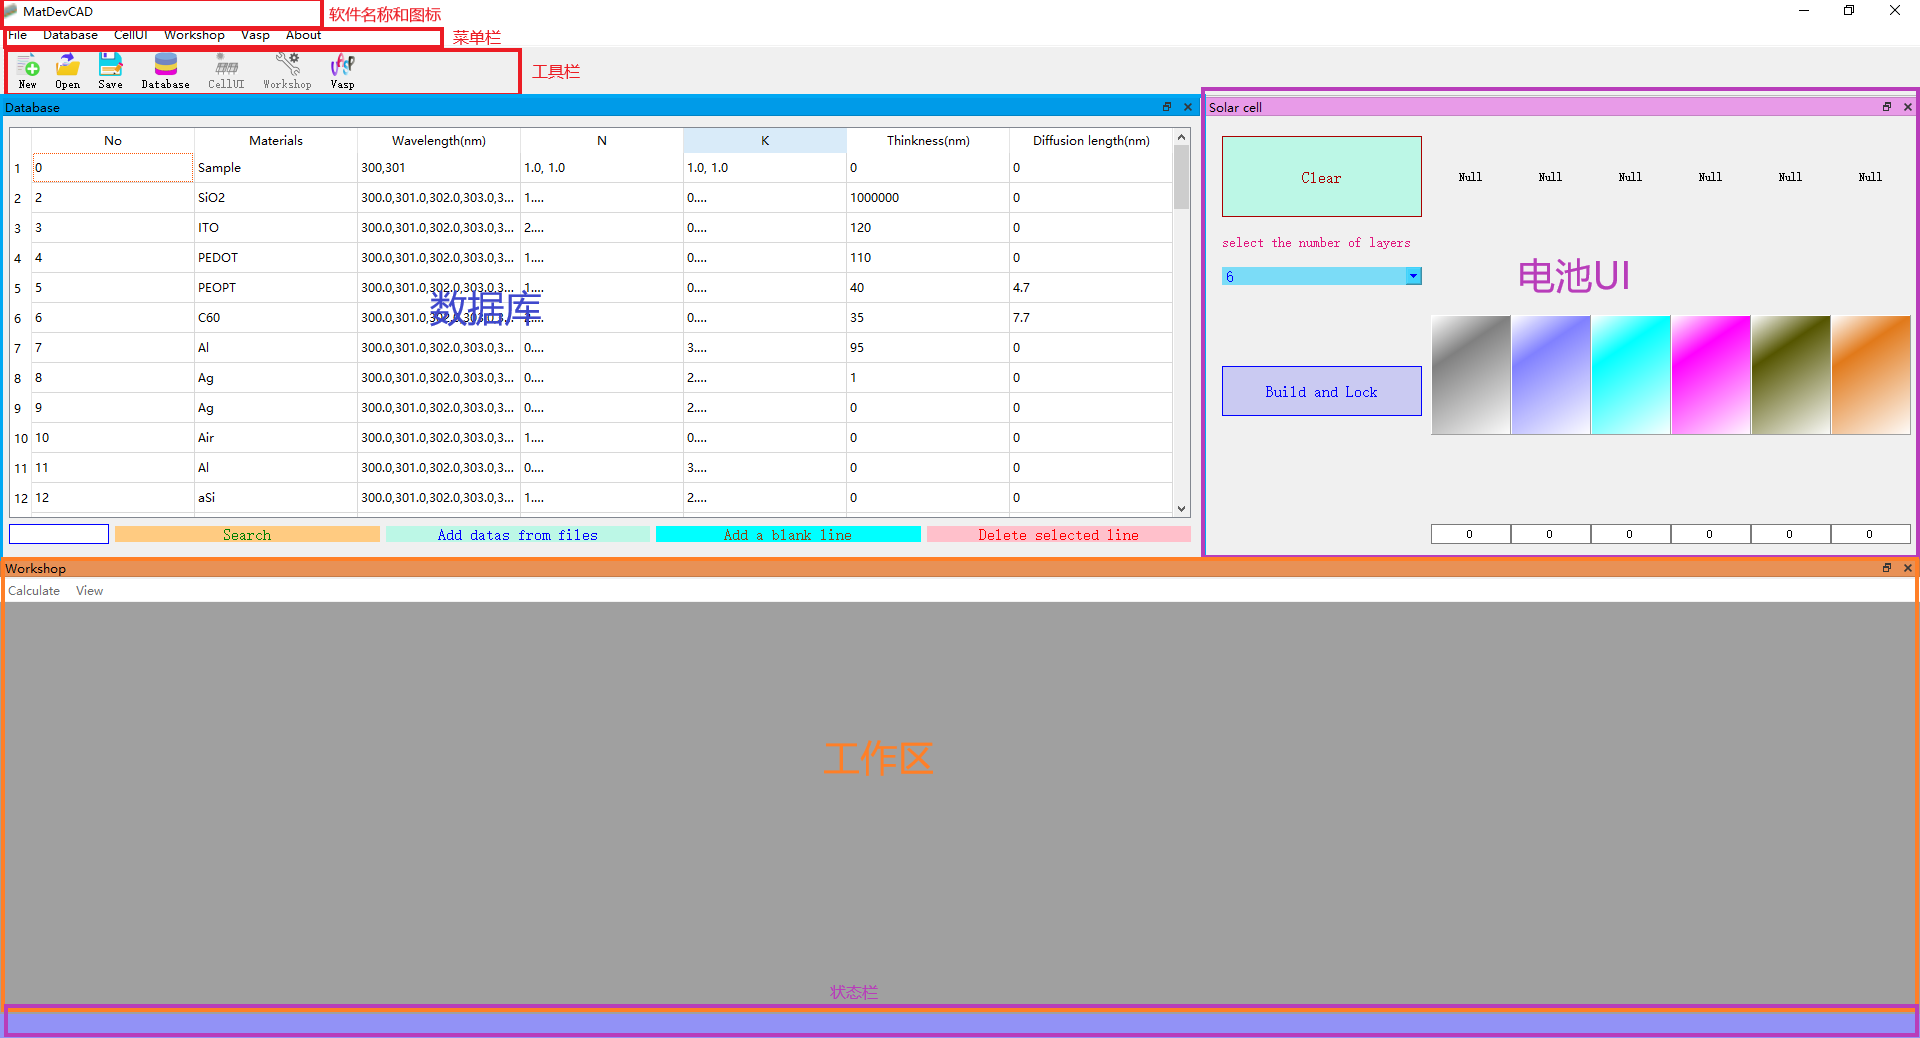 MatDevCAD
软件名称和图标
File Database CellUI Workshop Vasp About
菜单栏
New Open Save Database CellUI Workshop Vasp
工具栏
Database
No Materials Wavelength(nm) N K Thinkness(nm) Diffusion length(nm)
1 0 Sample 300,301 1.0, 1.0 1.0, 1.0 0 0
2 2 SiO2 300.0,301.0,302.0,303.0,3... 1.... 0.... 1000000 0
3 3 ITO 300.0,301.0,302.0,303.0,3... 2.... 0.... 120 0
4 4 PEDOT 300.0,301.0,302.0,303.0,3... 1.... 0.... 110 0
5 5 PEOPT 300.0,301.0,302.0,303.0,3... 1.... 0.... 40 4.7
数据库
6 6 C60 300.0,301.0,302.0,303.0,3... 2.... 0.... 35 7.7
7 7 Al 300.0,301.0,302.0,303.0,3... 0.... 3.... 95 0
8 8 Ag 300.0,301.0,302.0,303.0,3... 0.... 2.... 1 0
9 9 Ag 300.0,301.0,302.0,303.0,3... 0.... 2.... 0 0
10 10 Air 300.0,301.0,302.0,303.0,3... 1.... 0.... 0 0
11 11 Al 300.0,301.0,302.0,303.0,3... 0.... 3.... 0 0
12 12 aSi 300.0,301.0,302.0,303.0,3... 1.... 2.... 0 0
Search Add datas from files Add a blank line Delete selected line
Solar cell
Clear Null Null Null Null Null Null
select the number of layers
6
电池UI
Build and Lock
0 0 0 0 0 0
Workshop
Calculate View
工作区
状态栏